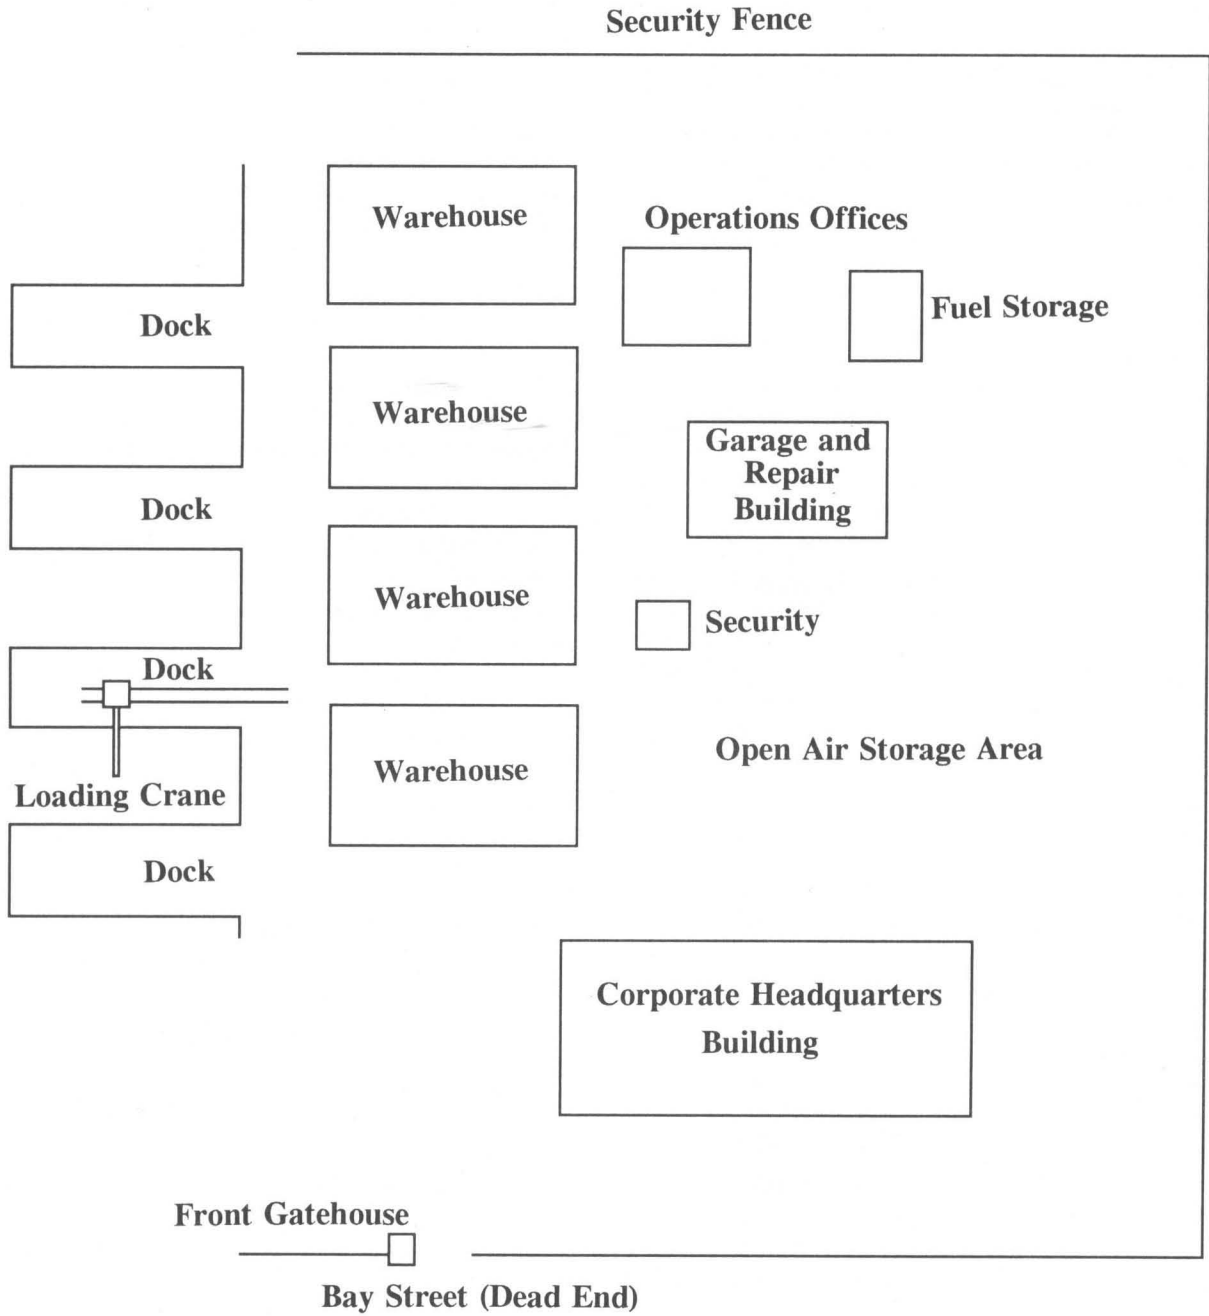 Security Fence
Warehouse
Operations Offices
Dock
Fuel Storage
Warehouse
Garage and
Repair
Building
Dock
Warehouse
Security
Dock
Open Air Storage Area
Warehouse
Loading Crane
Dock
Corporate Headquarters
Building
Front Gatehouse
Bay Street (Dead End)